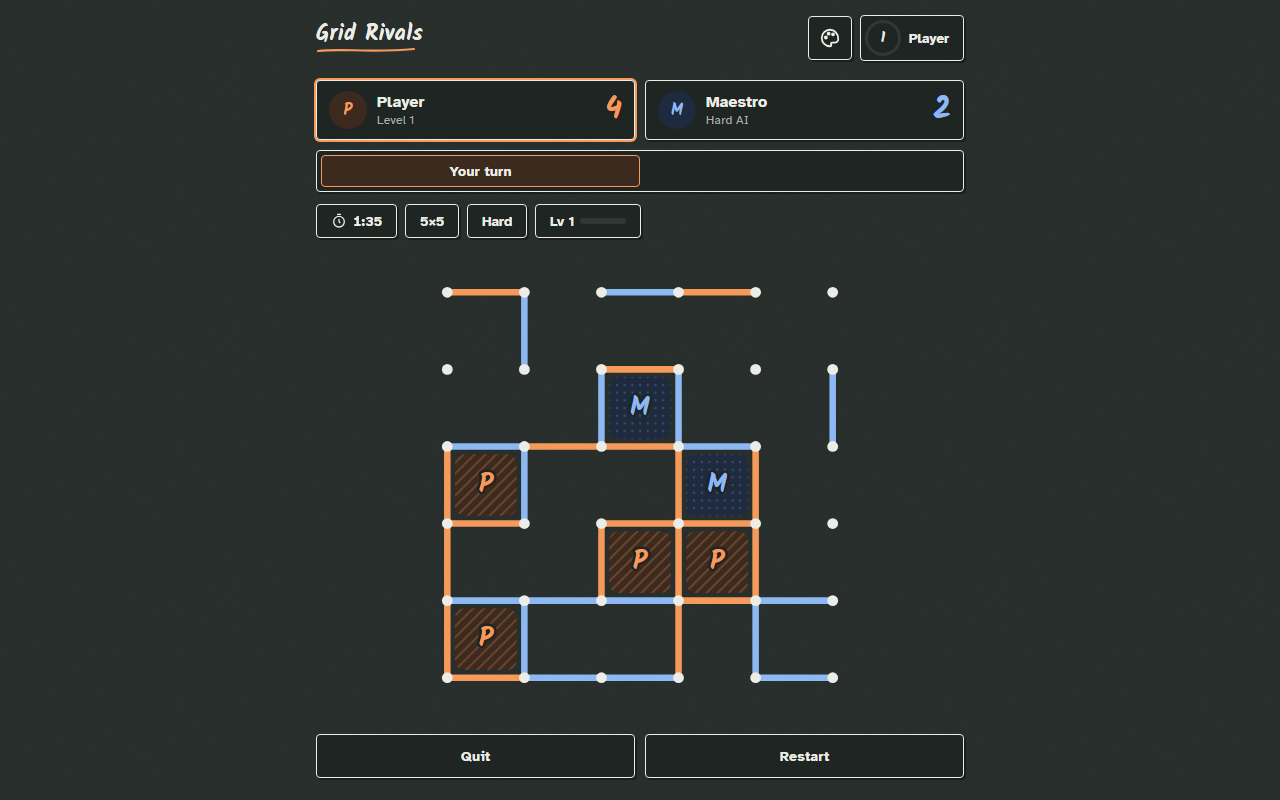 Grid Rivals
I Player
P Player 4
Level 1
M Maestro 2
Hard AI
Your turn
1:35 5×5 Hard Lv 1
M
P M
P P
P
Quit Restart